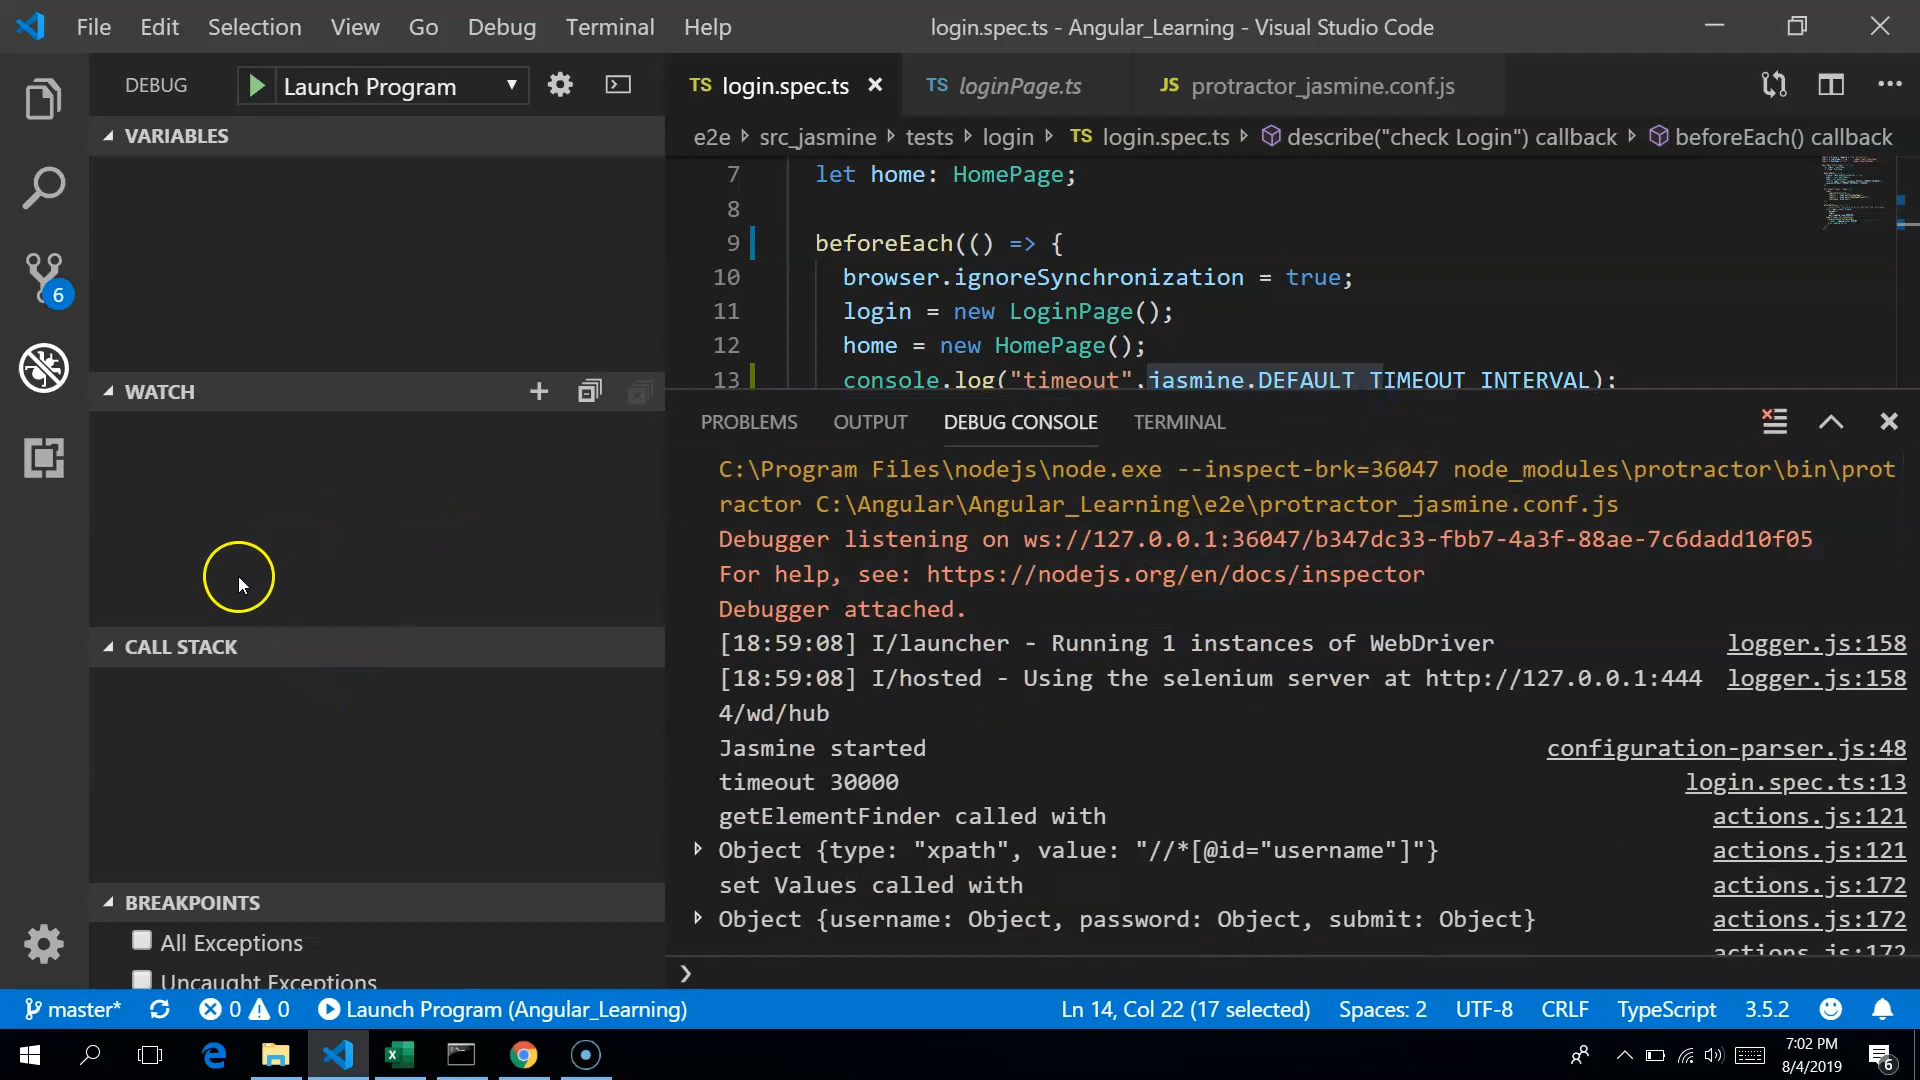 File Edit Selection View Go Debug Terminal Help login.spec.ts - Angular_Learning - Visual Studio Code
DEBUG Launch Program
TS login.spec.ts TS loginPage.ts JS protractor_jasmine.conf.js
VARIABLES
e2e src_jasmine tests login TS login.spec.ts describe("check Login") callback beforeEach() callback
7 let home: HomePage;
8
9 beforeEach(() => {
10 browser.ignoreSynchronization = true;
11 login = new LoginPage();
12 home = new HomePage();
13 console.log("timeout",jasmine.DEFAULT_TIMEOUT_INTERVAL);
WATCH
PROBLEMS OUTPUT DEBUG CONSOLE TERMINAL
C:\Program Files\nodejs\node.exe --inspect-brk=36047 node_modules\protractor\bin\prot
ractor C:\Angular\Angular_Learning\e2e\protractor_jasmine.conf.js
Debugger listening on ws://127.0.0.1:36047/b347dc33-fbb7-4a3f-88ae-7c6dadd10f05
For help, see: https://nodejs.org/en/docs/inspector
Debugger attached.
[18:59:08] I/launcher - Running 1 instances of WebDriver logger.js:158
[18:59:08] I/hosted - Using the selenium server at http://127.0.0.1:444 logger.js:158
4/wd/hub
Jasmine started configuration-parser.js:48
timeout 30000 login.spec.ts:13
getElementFinder called with actions.js:121
Object {type: "xpath", value: "//*[@id="username"]"} actions.js:121
set Values called with actions.js:172
Object {username: Object, password: Object, submit: Object} actions.js:172
actions.js:172
6
CALL STACK
BREAKPOINTS
All Exceptions
Uncaught Exceptions
❯
master* 0 0 Launch Program (Angular_Learning) Ln 14, Col 22 (17 selected) Spaces: 2 UTF-8 CRLF TypeScript 3.5.2
7:02 PM
8/4/2019
6